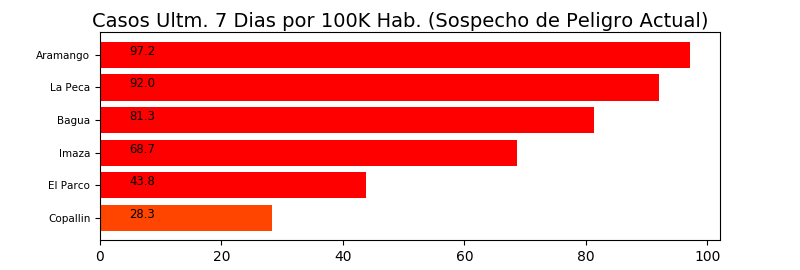 Casos Ultm. 7 Dias por 100K Hab. (Sospecho de Peligro Actual)
Aramango 97.2
La Peca 92.0
Bagua 81.3
Imaza 68.7
El Parco 43.8
Copallin 28.3
0 20 40 60 80 100